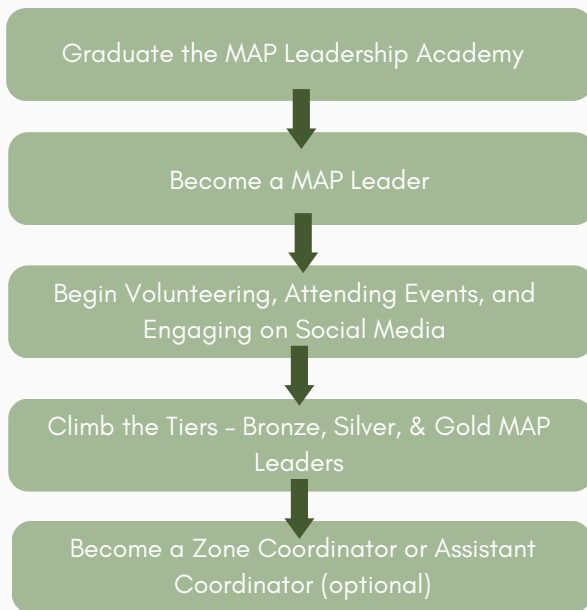 Graduate the MAP Leadership Academy
Become a MAP Leader
Begin Volunteering, Attending Events, and
Engaging on Social Media
Climb the Tiers - Bronze, Silver, & Gold MAP
Leaders
Become a Zone Coordinator or Assistant
Coordinator (optional)